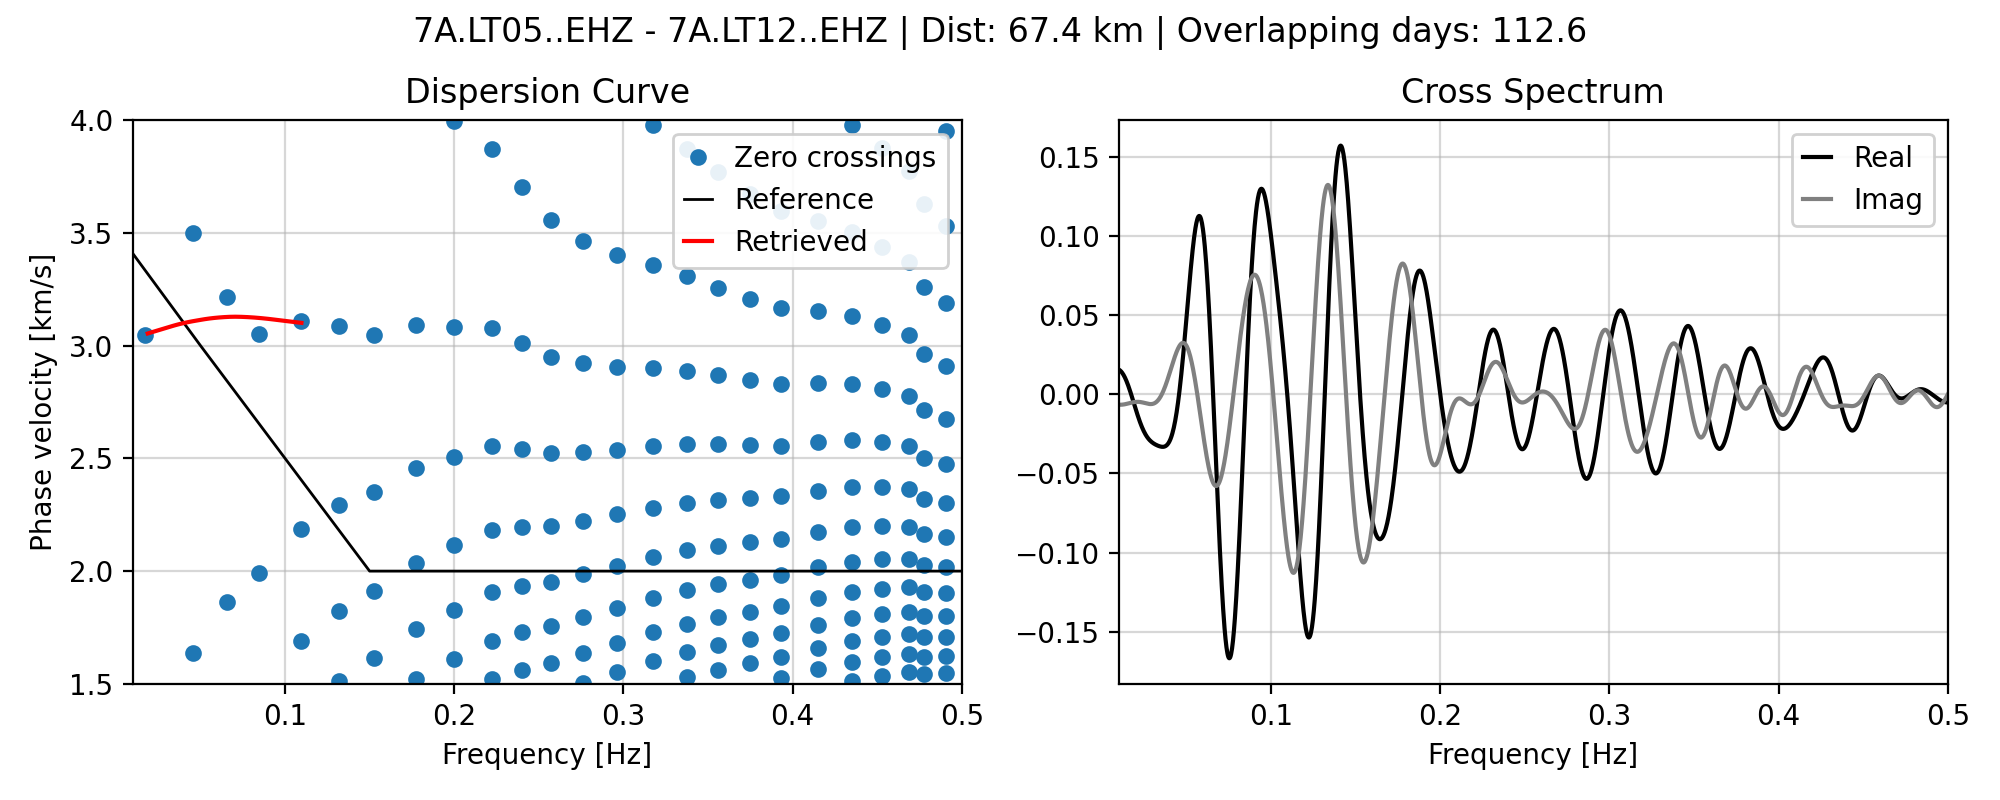 7A.LT05..EHZ - 7A.LT12..EHZ | Dist: 67.4 km | Overlapping days: 112.6
Dispersion Curve
Phase velocity [km/s]
4.0
3.5
3.0
2.5
2.0
1.5
0.1
0.2
0.3
0.4
0.5
Frequency [Hz]
Zero crossings
Reference
Retrieved
Cross Spectrum
0.15
0.10
0.05
0.00
−0.05
−0.10
−0.15
0.1
0.2
0.3
0.4
0.5
Frequency [Hz]
Real
Imag